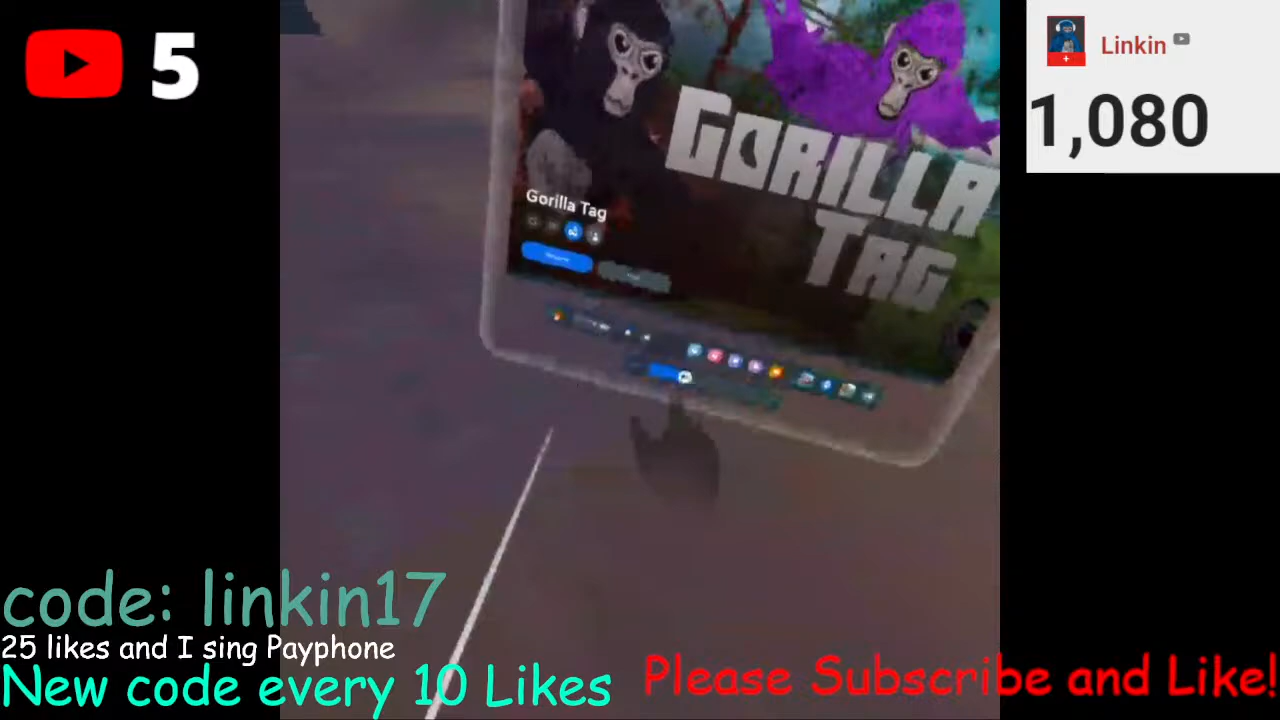 5
Linkin
1,080
GORILLA
TAG
Gorilla Tag
code: linkin17
25 likes and I sing Payphone
New code every 10 Likes
Please Subscribe and Like!